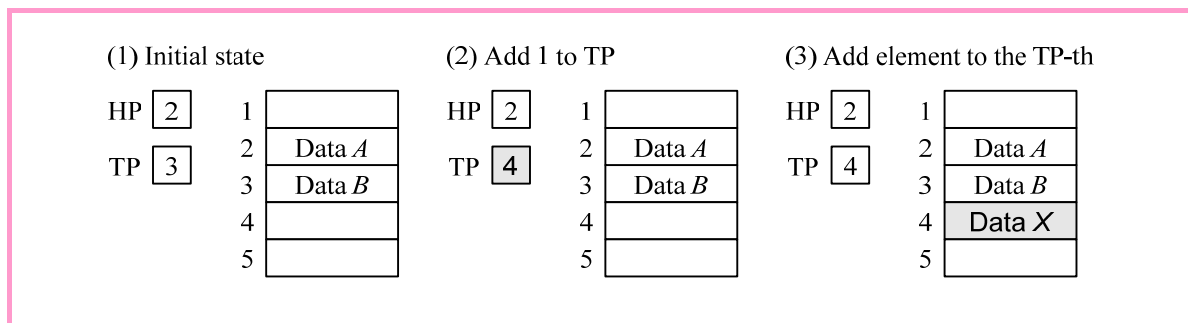 (1) Initial state
HP 2
TP 3
1
2 Data A
3 Data B
4
5
(2) Add 1 to TP
HP 2
TP 4
1
2 Data A
3 Data B
4
5
(3) Add element to the TP-th
HP 2
TP 4
1
2 Data A
3 Data B
4 Data X
5